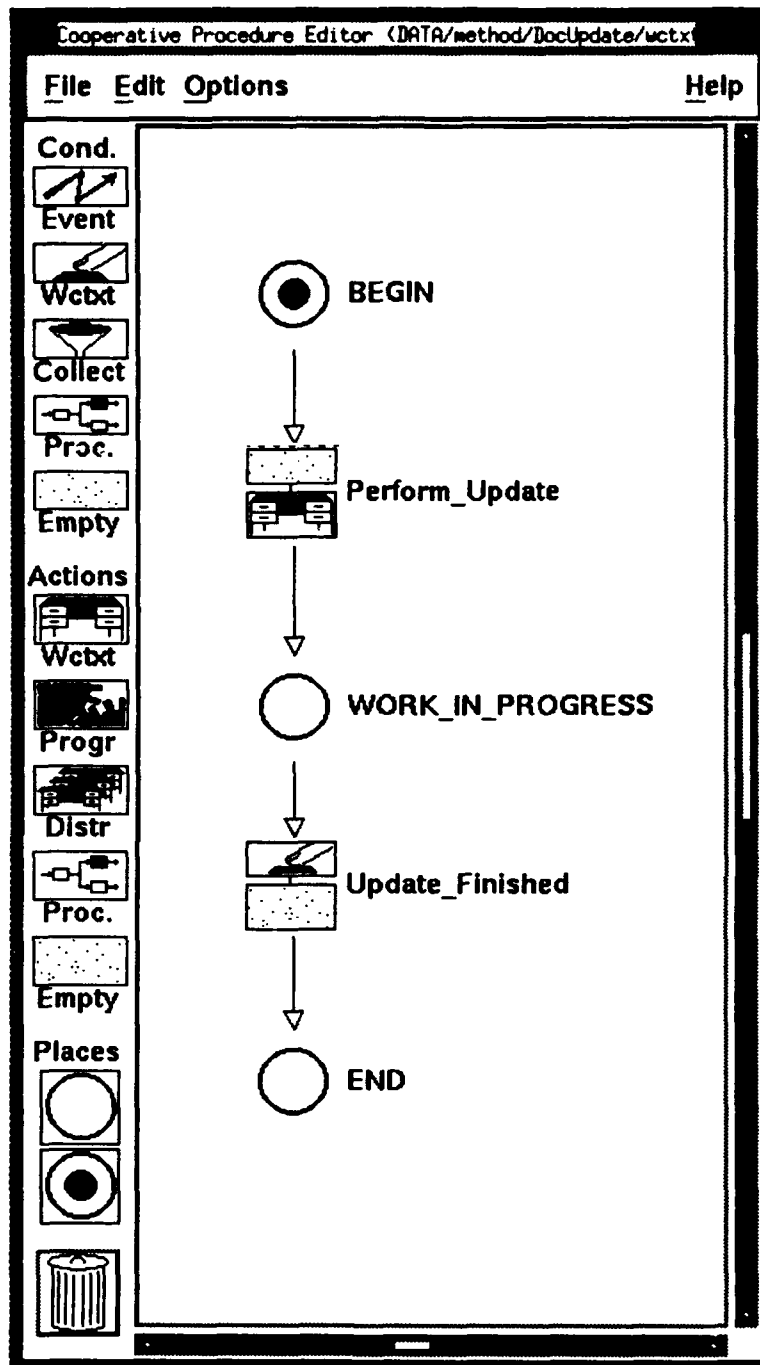 Cooperative Procedure Editor (DATA/method/DocUpdate/wctxt
File Edit Options Help
Cond.
Event
Wctxt
Collect
Proc.
Empty
Actions
Wctxt
Progr
Distr
Proc.
Empty
Places
BEGIN
Perform_Update
WORK_IN_PROGRESS
Update_Finished
END